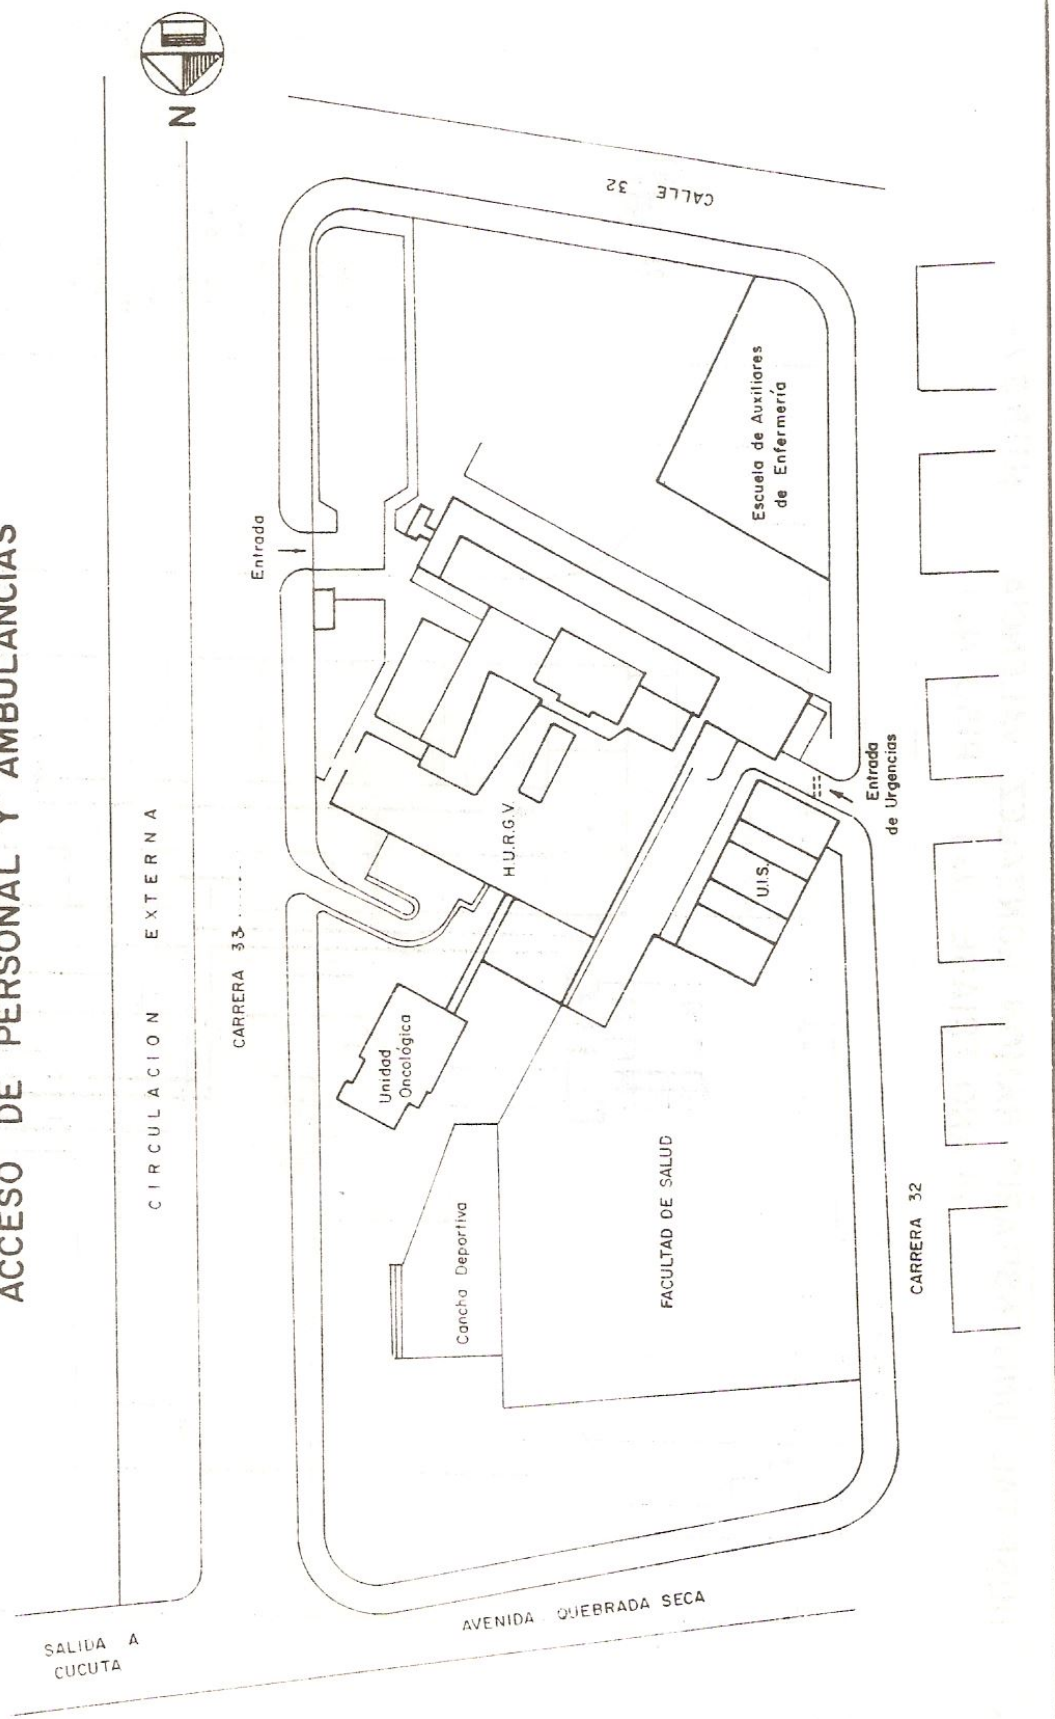 ACCESO DE PERSONAL Y AMBULANCIAS
N
CIRCULACION EXTERNA
CARRERA 33
CALLE 32
Entrada
Escuela de Auxiliares
de Enfermería
H.U.R.G.V.
U.I.S.
Entrada
de Urgencias
Unidad
Oncológica
Cancha Deportiva
FACULTAD DE SALUD
CARRERA 32
AVENIDA QUEBRADA SECA
SALIDA A
CUCUTA